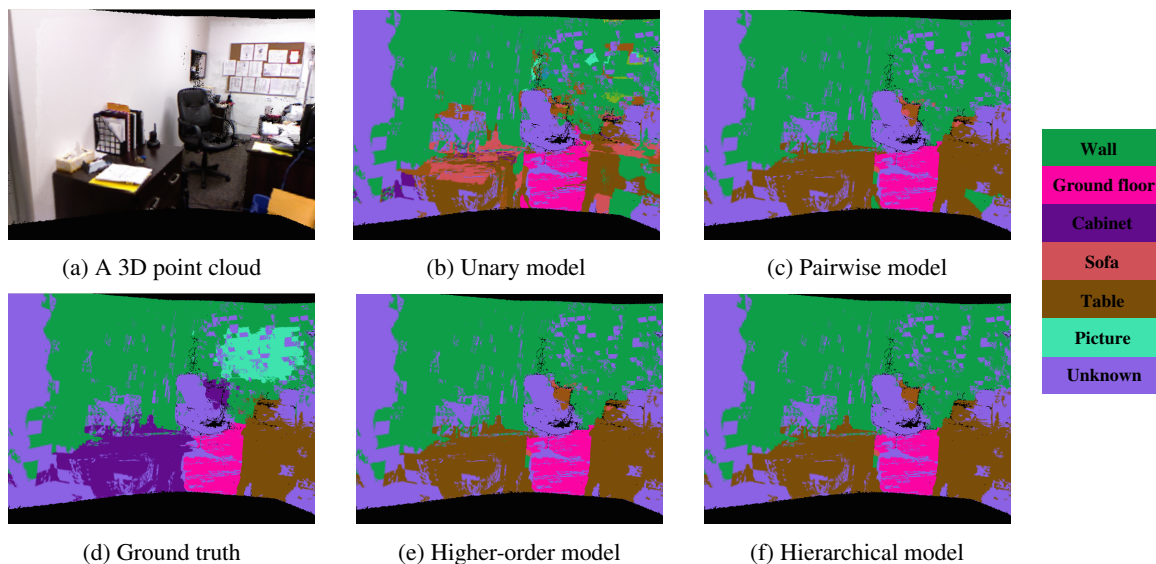 (a) A 3D point cloud
(b) Unary model
(c) Pairwise model
(d) Ground truth
(e) Higher-order model
(f) Hierarchical model
Wall
Ground floor
Cabinet
Sofa
Table
Picture
Unknown